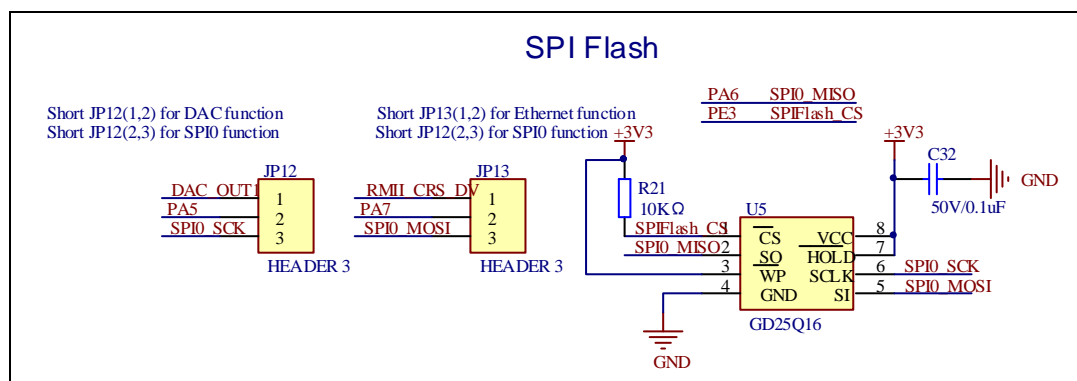 SPI Flash
Short JP12(1,2) for DAC function
Short JP12(2,3) for SPI0 function
Short JP13(1,2) for Ethernet function
Short JP12(2,3) for SPI0 function
PA6 SPI0_MISO
PE3 SPIFlash_CS
JP12
DAC_OUT1 1
PA5 2
SPI0_SCK 3
HEADER 3
JP13
RMII_CRS_DV 1
PA7 2
SPI0_MOSI 3
HEADER 3
+3V3
R21
10KΩ
+3V3
C32
50V/0.1uF
GND
U5
SPIFlash_CS 1 CS VCC 8
SPI0_MISO 2 SO HOLD 7
3 WP SCLK 6 SPI0_SCK
4 GND SI 5 SPI0_MOSI
GD25Q16
GND